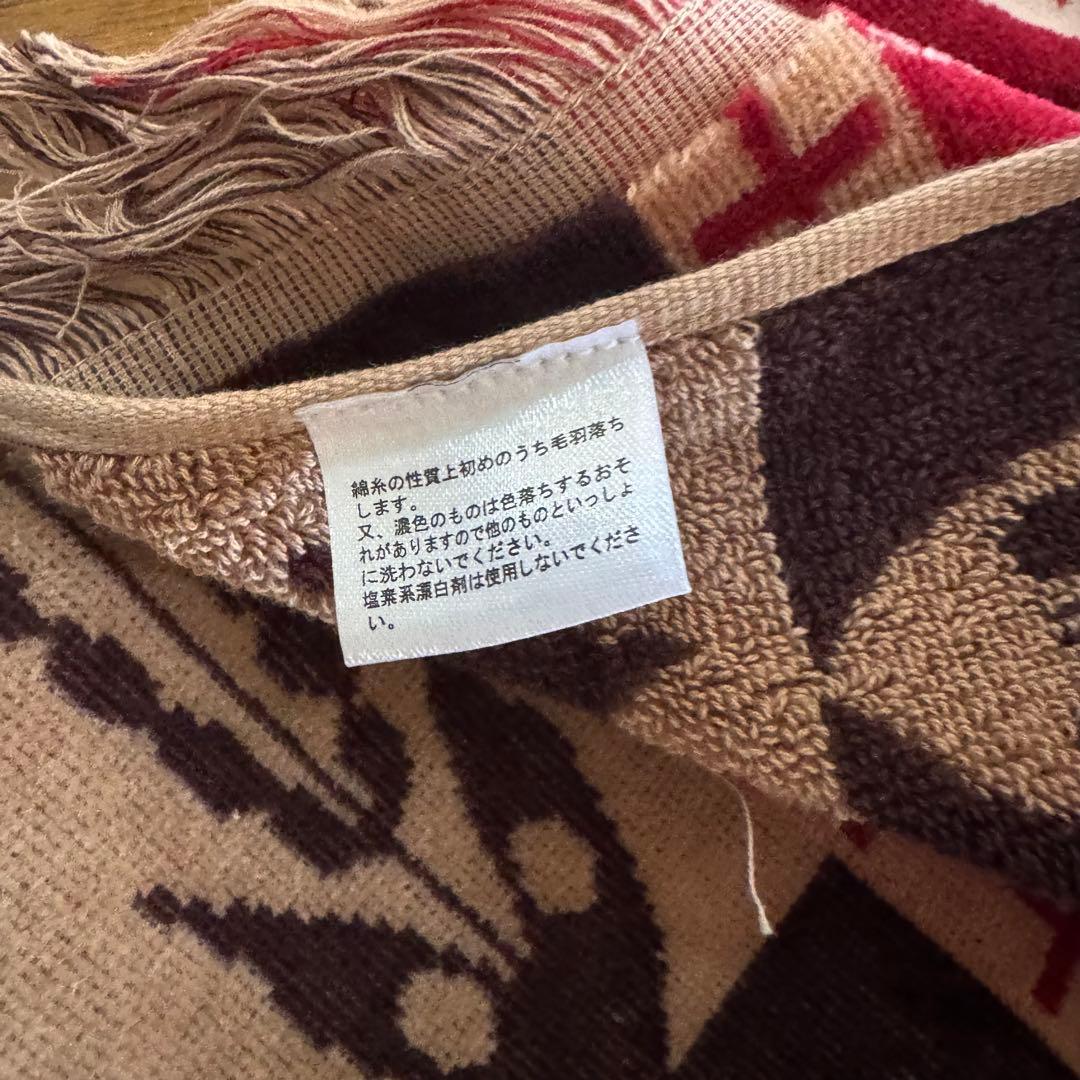 綿糸の性質上初めのうち毛羽落ち
します。
又、濃色のものは色落ちするおそ
れがありますので他のものといっしょ
に洗わないでください。
塩素系漂白剤は使用しないでくださ
い。